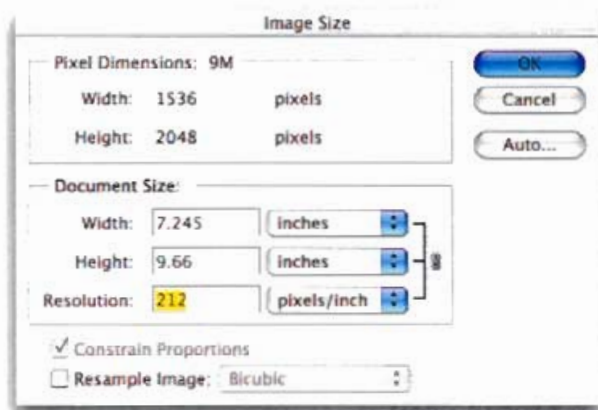 Image Size
Pixel Dimensions: 9M
OK
Width: 1536 pixels
Cancel
Height: 2048 pixels
Auto...
Document Size:
Width: 7.245 inches
Height: 9.66 inches
Resolution: 212 pixels/inch
Constrain Proportions
Resample Image: Bicubic